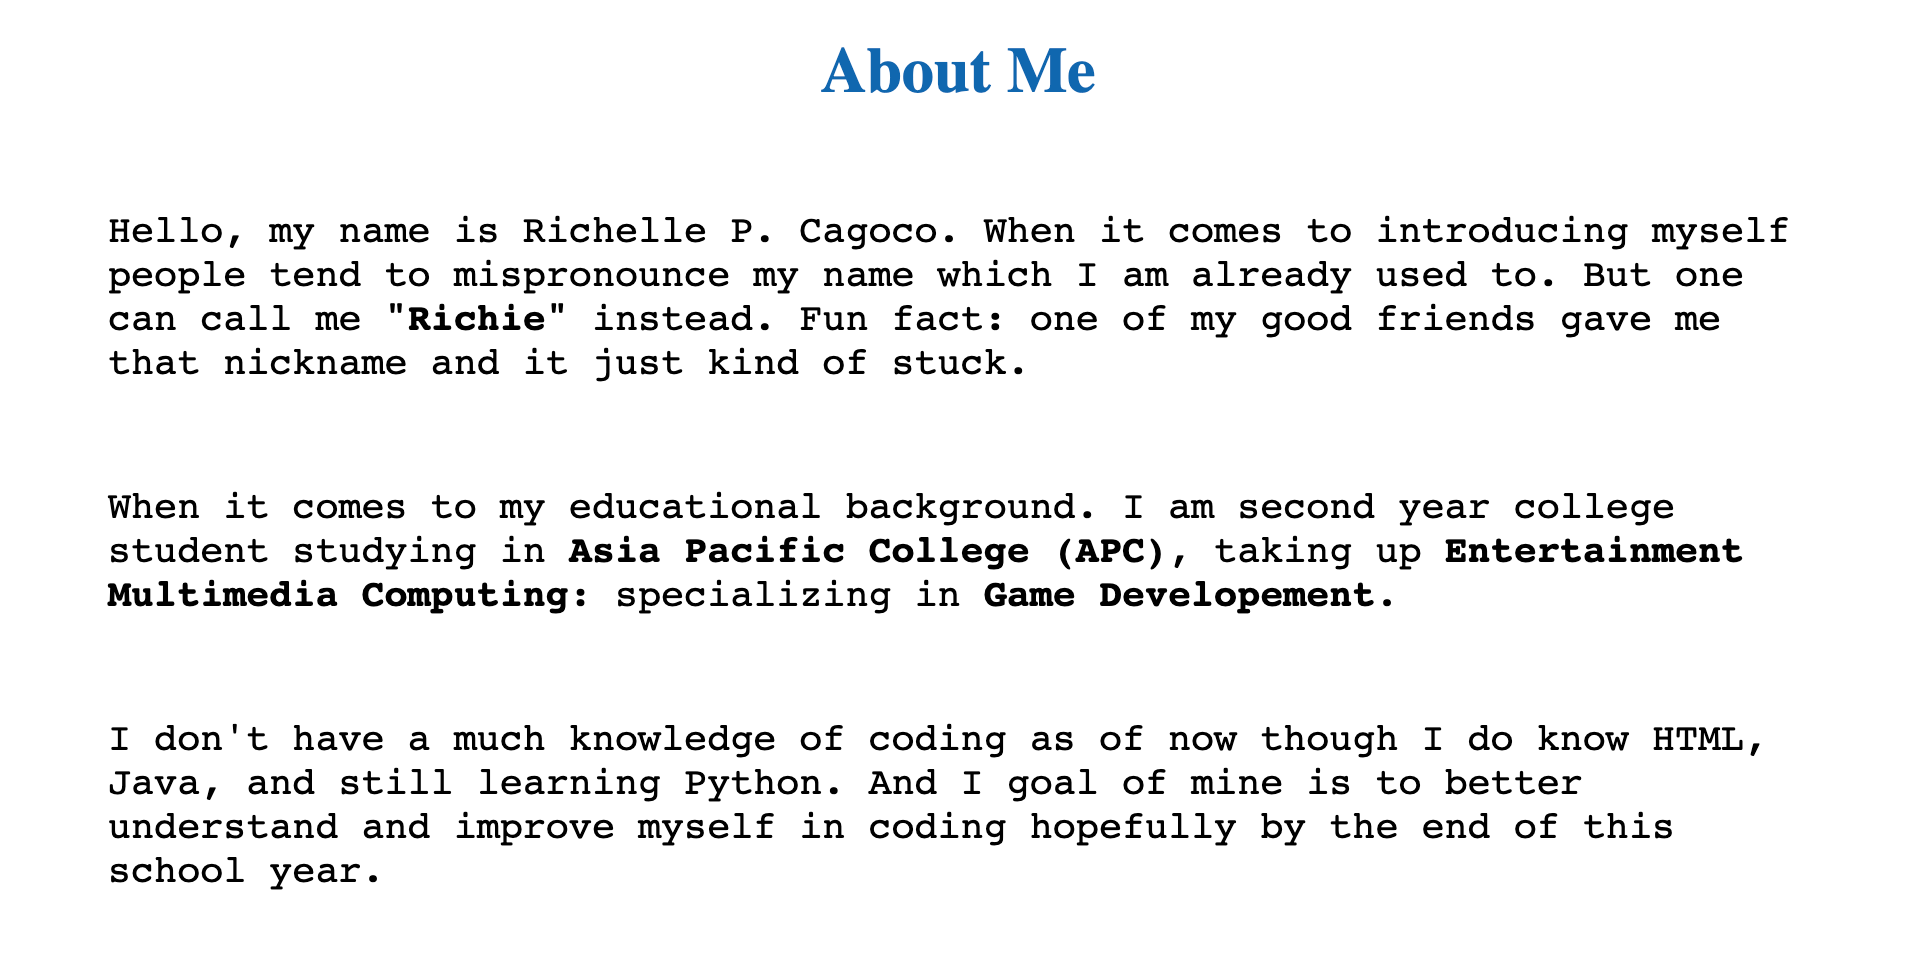 About Me
Hello, my name is Richelle P. Cagoco. When it comes to introducing myself
people tend to mispronounce my name which I am already used to. But one
can call me "Richie" instead. Fun fact: one of my good friends gave me
that nickname and it just kind of stuck.
When it comes to my educational background. I am second year college
student studying in Asia Pacific College (APC), taking up Entertainment
Multimedia Computing: specializing in Game Developement.
I don't have a much knowledge of coding as of now though I do know HTML,
Java, and still learning Python. And I goal of mine is to better
understand and improve myself in coding hopefully by the end of this
school year.